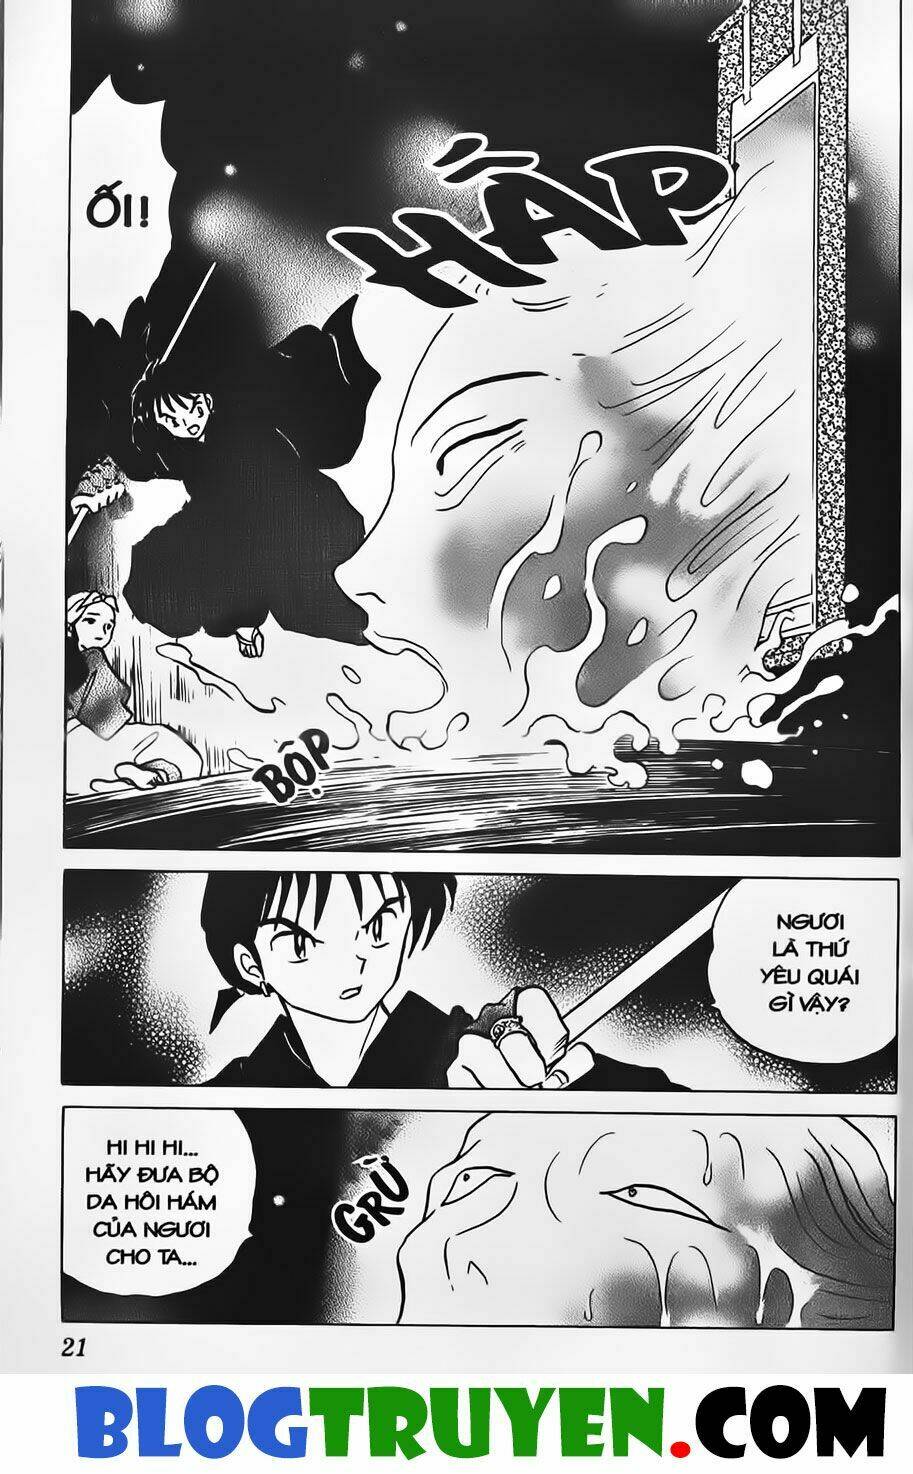 ỐI!
HẤP
BỘP
NGƯƠI
LÀ THỨ
YÊU QUÁI
GÌ VẬY?
HI HI HI...
HÃY ĐƯA BỘ
DA HÔI HÁM
CỦA NGƯƠI
CHO TA...
GRỪ
21
BLOGTRUYEN.COM